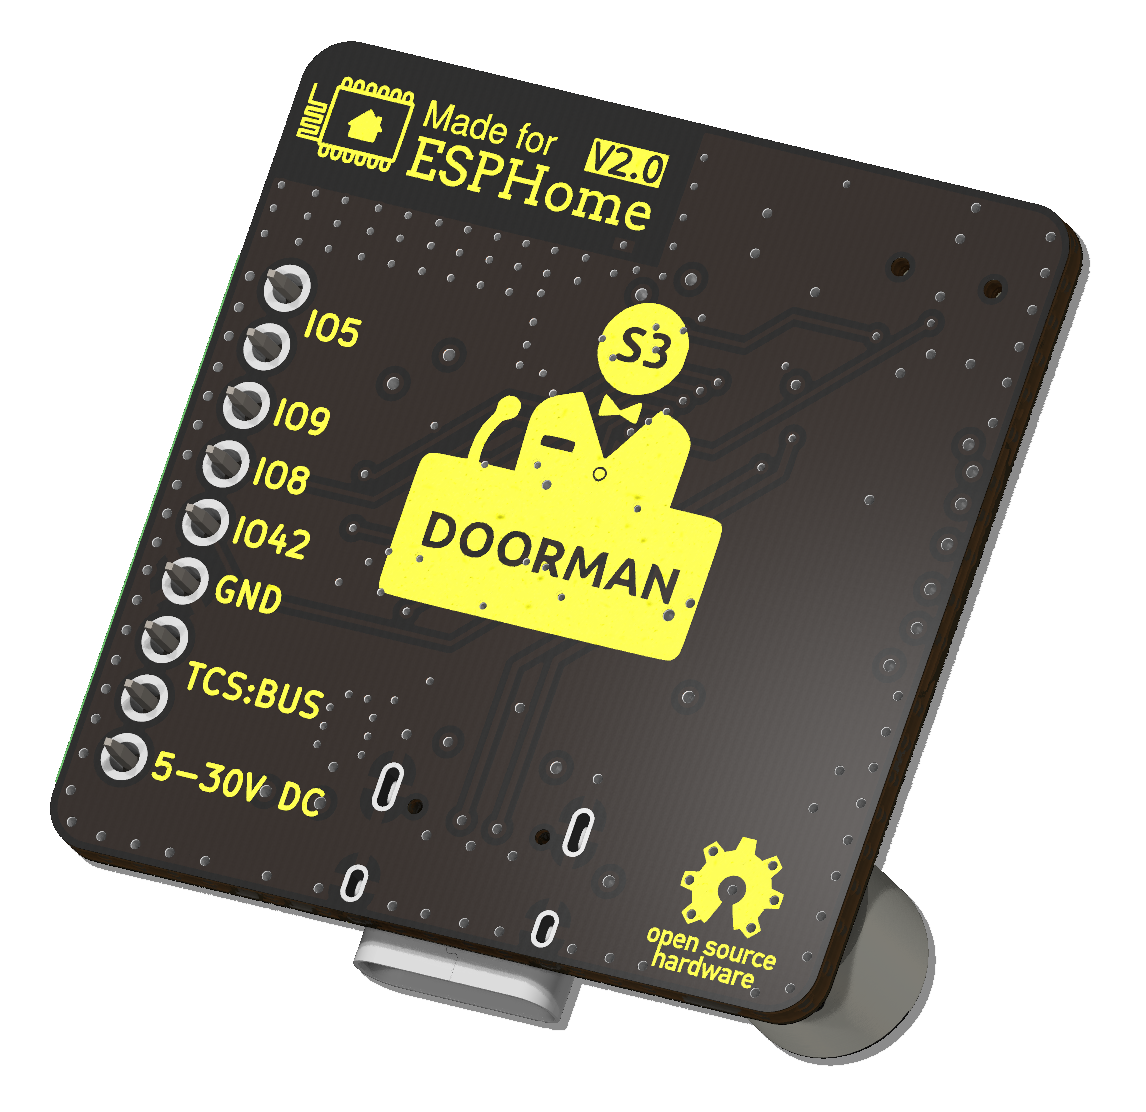 Made for
ESPHome
V2.0
S3
DOORMAN
IO5
IO9
IO8
IO42
GND
TCS:BUS
5-30V DC
open source
hardware